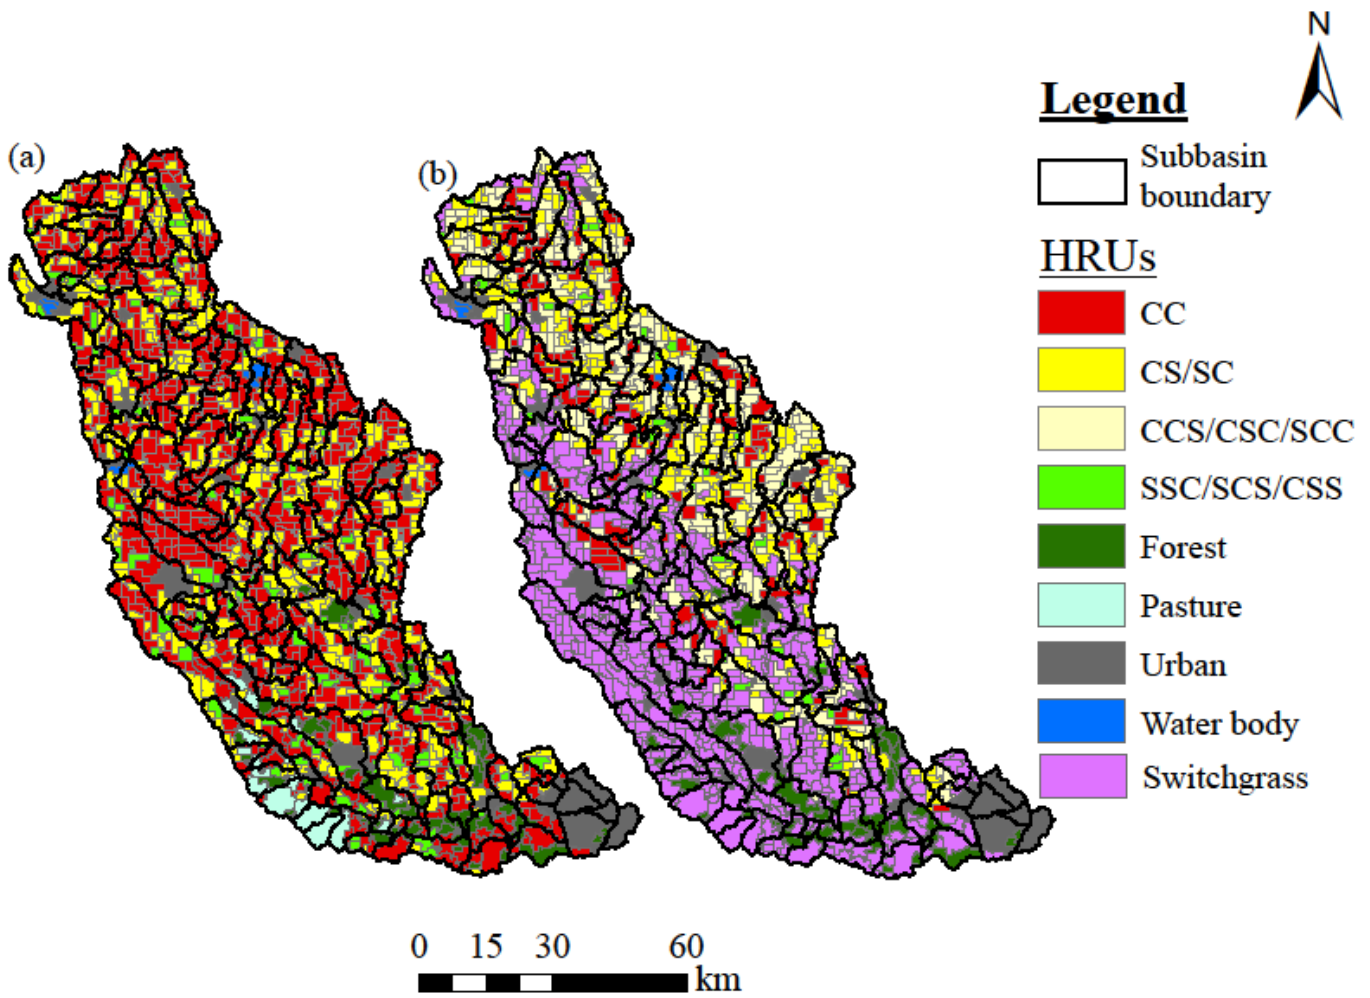 N
Legend
Subbasin
boundary
(a)
(b)
HRUs
CC
CS/SC
CCS/CSC/SCC
SSC/SCS/CSS
Forest
Pasture
Urban
Water body
Switchgrass
0 15 30 60
km